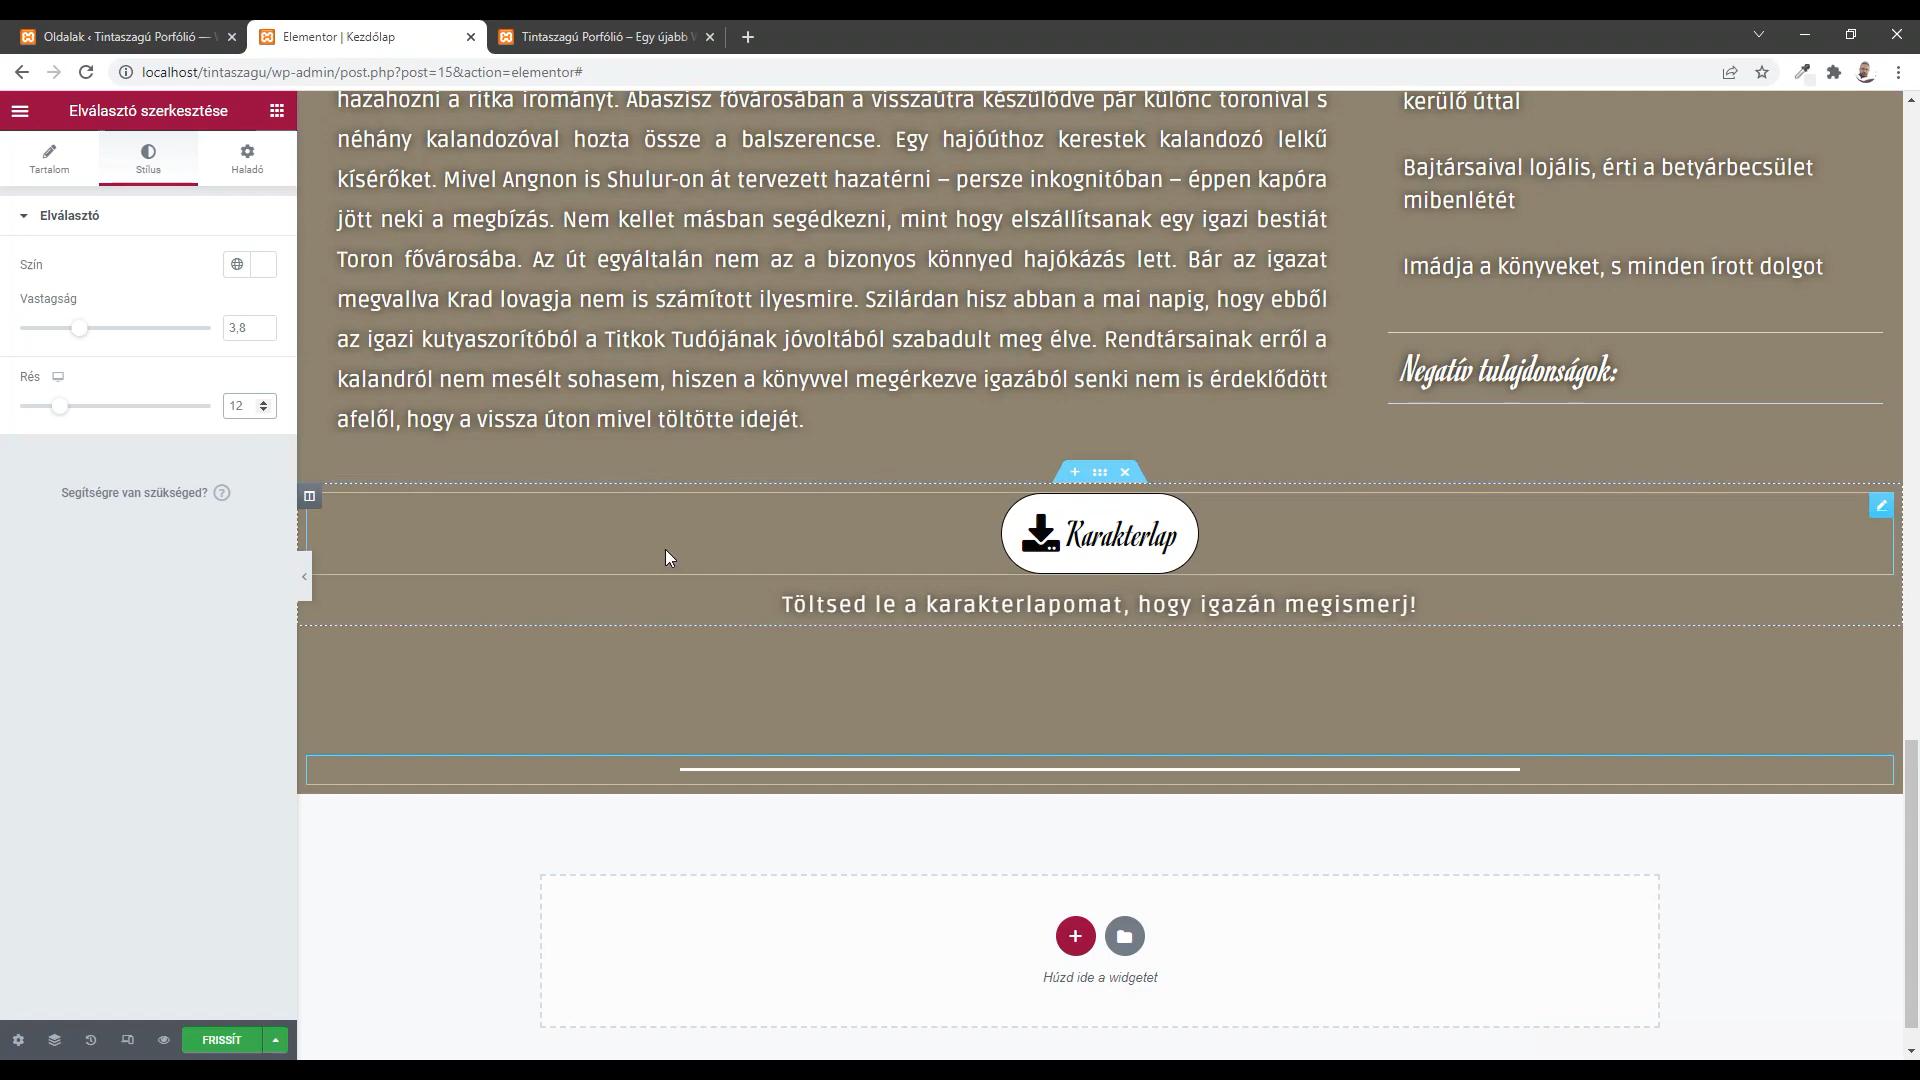 Oldalak ‹ Tintaszagú Porfólió —
Elementor | Kezdőlap
Tintaszagú Porfólió – Egy újabb
localhost/tintaszagu/wp-admin/post.php?post=15&action=elementor#
Elválasztó szerkesztése
Tartalom
Stílus
Haladó
Elválasztó
Szín
Vastagság
3,8
Rés
12
Segítségre van szükséged?
FRISSÍT
hazahozni a ritka irományt. Abaszisz fővárosában a visszaútra készülődve pár különc toronival s
néhány kalandozóval hozta össze a balszerencse. Egy hajóúthoz kerestek kalandozó lelkű
kísérőket. Mivel Angnon is Shulur-on át tervezett hazatérni – persze inkognitóban – éppen kapóra
jött neki a megbízás. Nem kellet másban segédkezni, mint hogy elszállítsanak egy igazi bestiát
Toron fővárosába. Az út egyáltalán nem az a bizonyos könnyed hajókázás lett. Bár az igazat
megvallva Krad lovagja nem is számított ilyesmire. Szilárdan hisz abban a mai napig, hogy ebből
az igazi kutyaszorítóból a Titkok Tudójának jóvoltából szabadult meg élve. Rendtársainak erről a
kalandról nem mesélt sohasem, hiszen a könyvvel megérkezve igazából senki nem is érdeklődött
afelől, hogy a vissza úton mivel töltötte idejét.
kerülő úttal
Bajtársaival lojális, érti a betyárbecsület
mibenlétét
Imádja a könyveket, s minden írott dolgot
Negatív tulajdonságok:
Karakterlap
Töltsed le a karakterlapomat, hogy igazán megismerj!
Húzd ide a widgetet